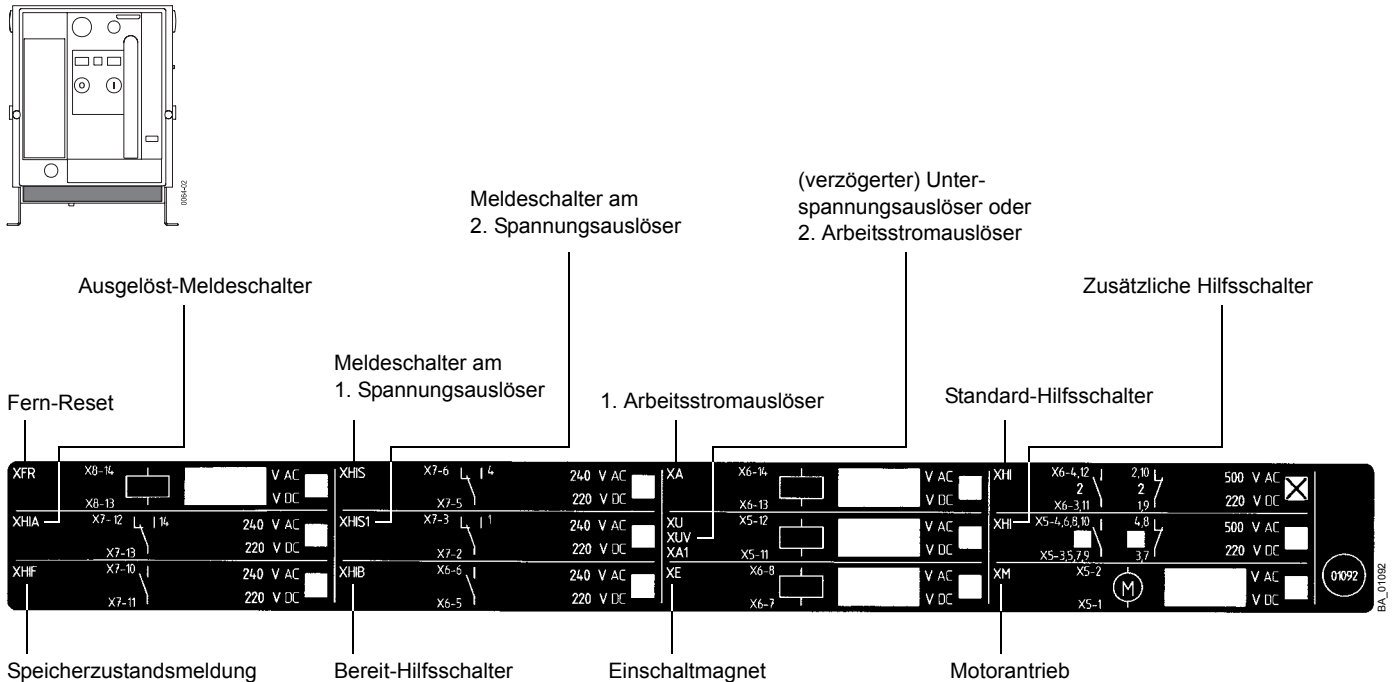 0064-02
(verzögerter) Unter-
spannungsauslöser oder
2. Arbeitsstromauslöser
Meldeschalter am
2. Spannungsauslöser
Ausgelöst-Meldeschalter
Zusätzliche Hilfsschalter
Meldeschalter am
1. Spannungsauslöser
Fern-Reset
1. Arbeitsstromauslöser
Standard-Hilfsschalter
XFR X8-14 V AC
X8-13 V DC
XHIA X7-12 14 240 V AC
X7-13 220 V DC
XHIF X7-10 240 V AC
X7-11 220 V DC
XHIS X7-6 4 240 V AC
X7-5 220 V DC
XHIS1 X7-3 1 240 V AC
X7-2 220 V DC
XHIB X6-6 240 V AC
X6-5 220 V DC
XA X6-14 V AC
X6-13 V DC
XU X5-12 V AC
XUV
XA1 X5-11 V DC
XE X6-8 V AC
X6-7 V DC
XHI X6-4,12 2,10 500 V AC
2 2
X6-3,11 1,9 220 V DC
XHI X5-4,6,8,10 4,8 500 V AC
X5-3,5,7,9 3,7 220 V DC
XM X5-2 V AC
M
X5-1 V DC
01092
BA_01092
Speicherzustandsmeldung
Bereit-Hilfsschalter
Einschaltmagnet
Motorantrieb